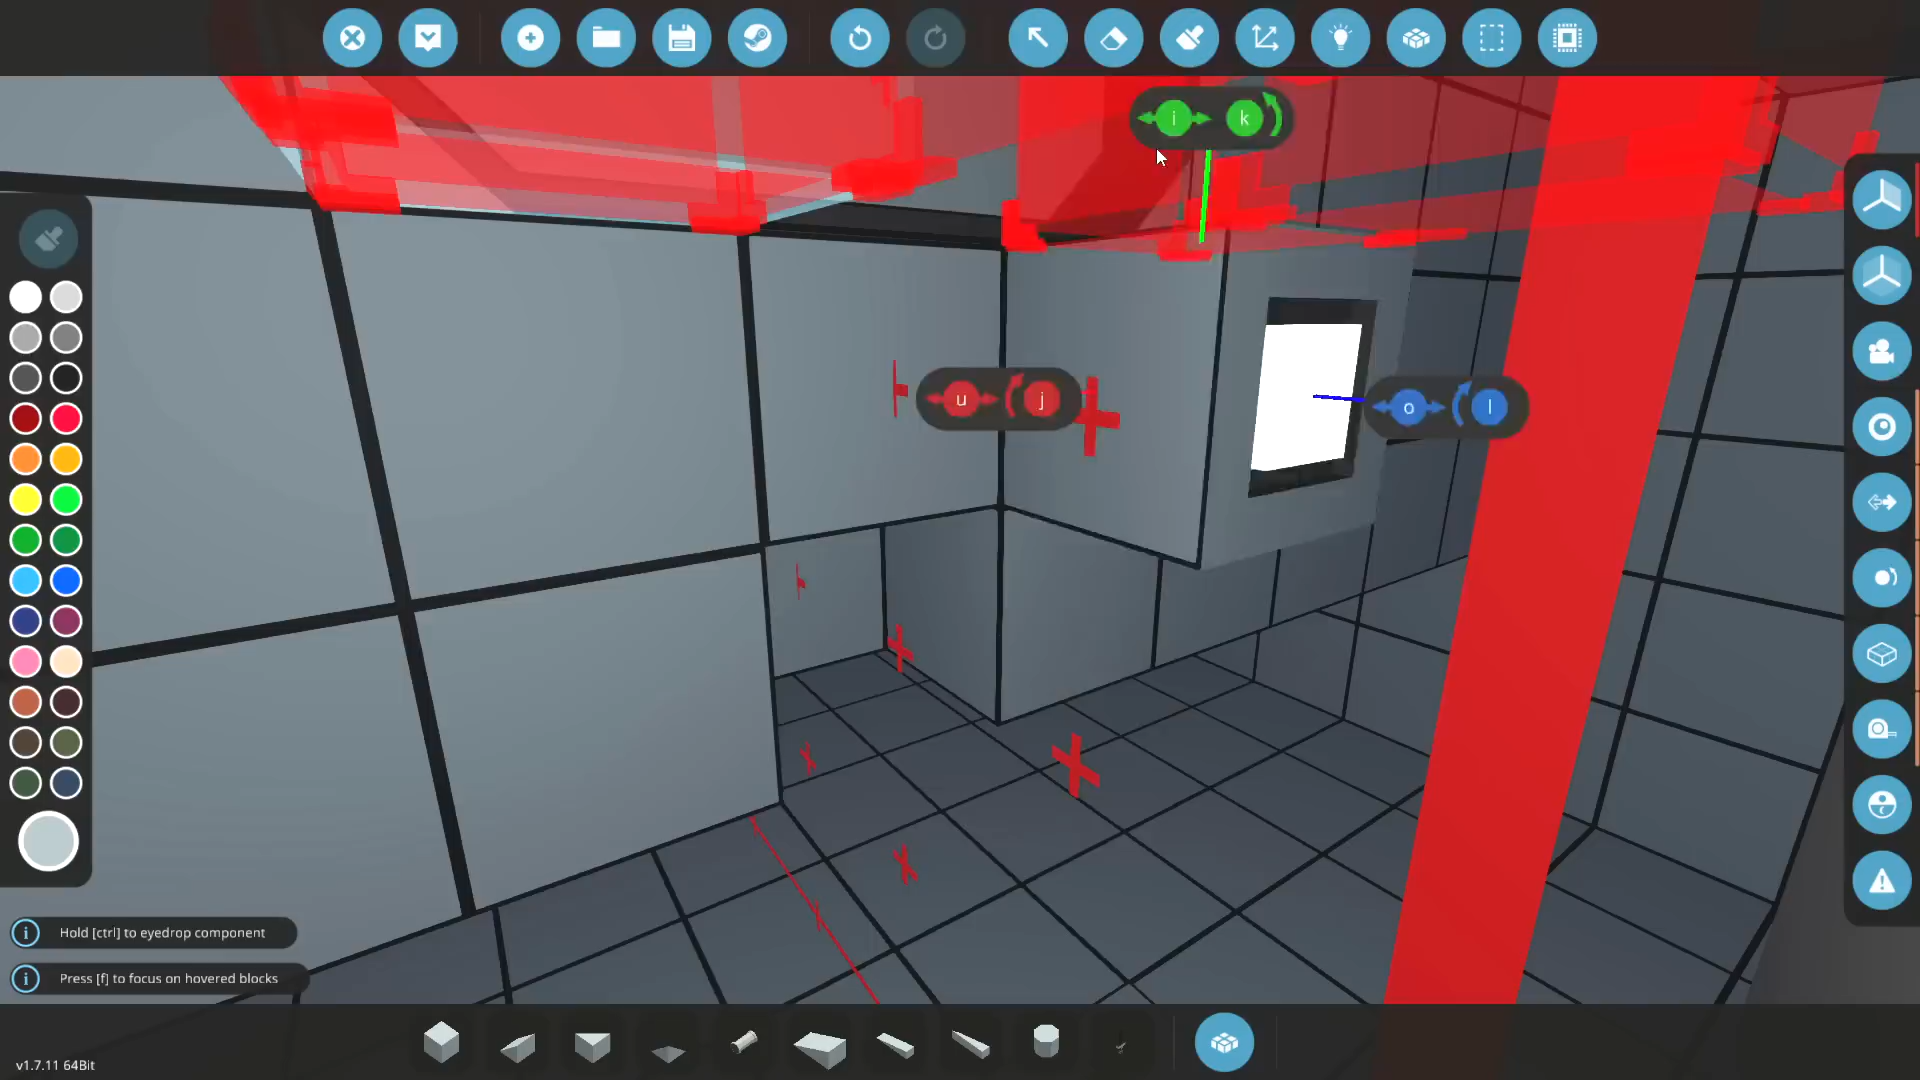 i k
u j
o l
Hold [ctrl] to eyedrop component
Press [f] to focus on hovered blocks
v1.7.11 64Bit